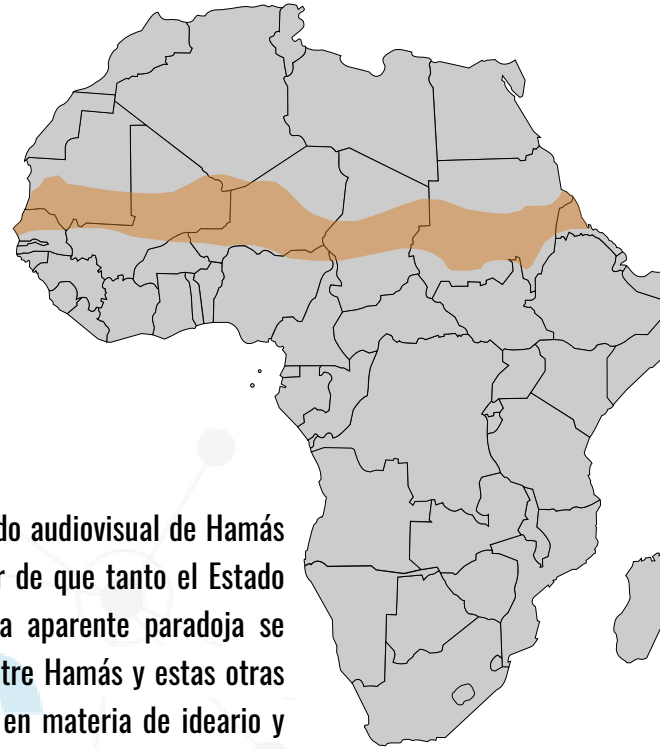 do audiovisual de Hamás
r de que tanto el Estado
a aparente paradoja se
tre Hamás y estas otras
en materia de ideario y